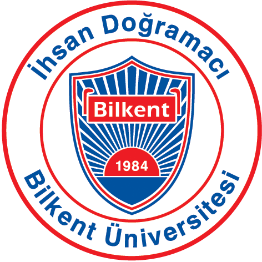 İhsan Doğramacı
Bilkent
1984
Bilkent Üniversitesi